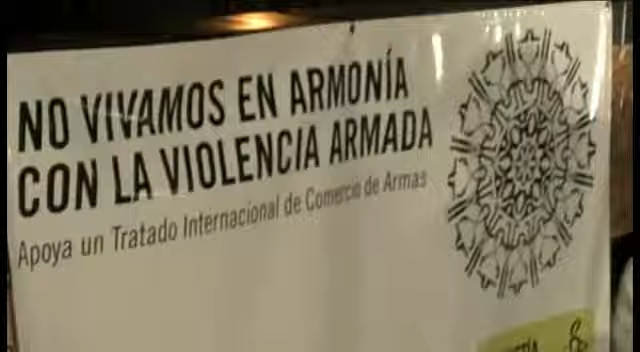 NO VIVAMOS EN ARMONÍA
CON LA VIOLENCIA ARMADA
Apoya un Tratado Internacional de Comercio de Armas